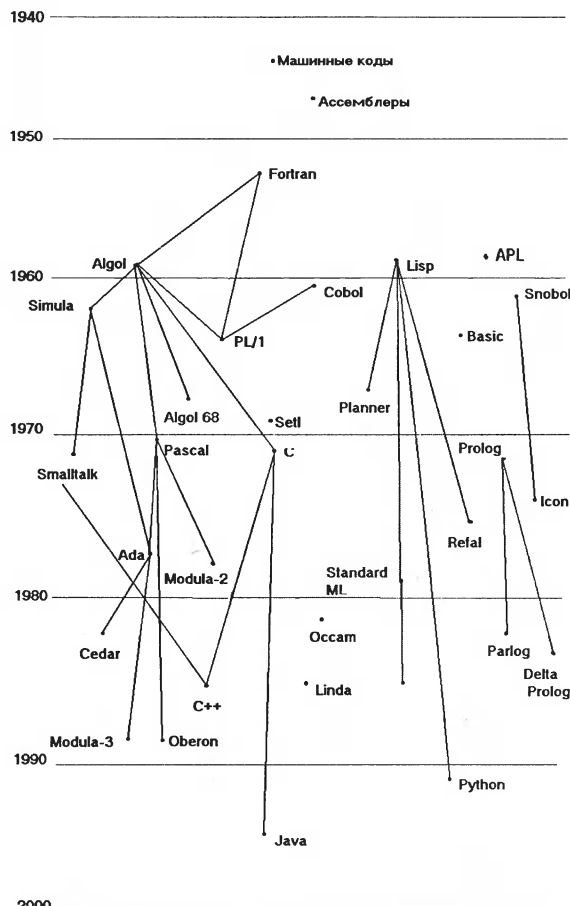 1940
Машинные коды
Ассемблеры
1950
Fortran
Algol
Lisp
APL
1960
Cobol
Snobol
Simula
PL/1
Basic
Planner
Algol 68
Setl
1970
Pascal
C
Prolog
Smalltalk
Icon
Refal
Ada
Modula-2
Standard
ML
1980
Occam
Cedar
Parlog
Linda
Delta
Prolog
C++
Modula-3
Oberon
1990
Python
Java
2000